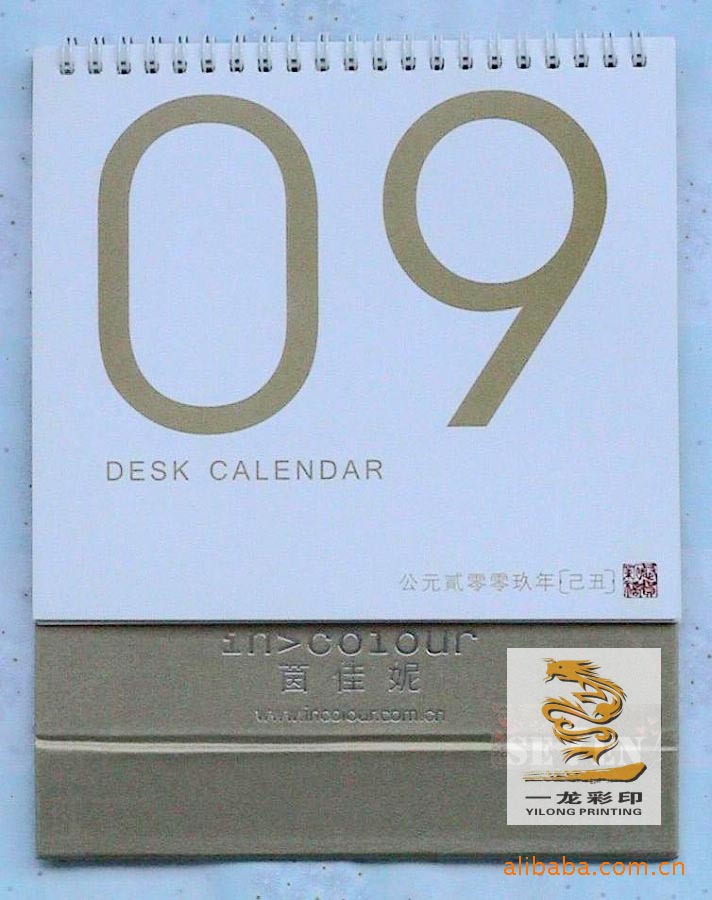 09
DESK CALENDAR
公元貳零零玖年[己丑]
in>colour
茵佳妮
www.incolour.com.cn
一龙彩印
YILONG PRINTING
alibaba.com.cn